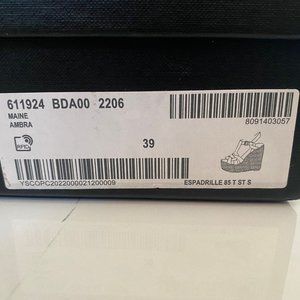 611924 BDA00 2206
MAINE
AMBRA
8091403057
RFID
39
YSCOPC2022000021200009
ESPADRILLE 85 T ST S